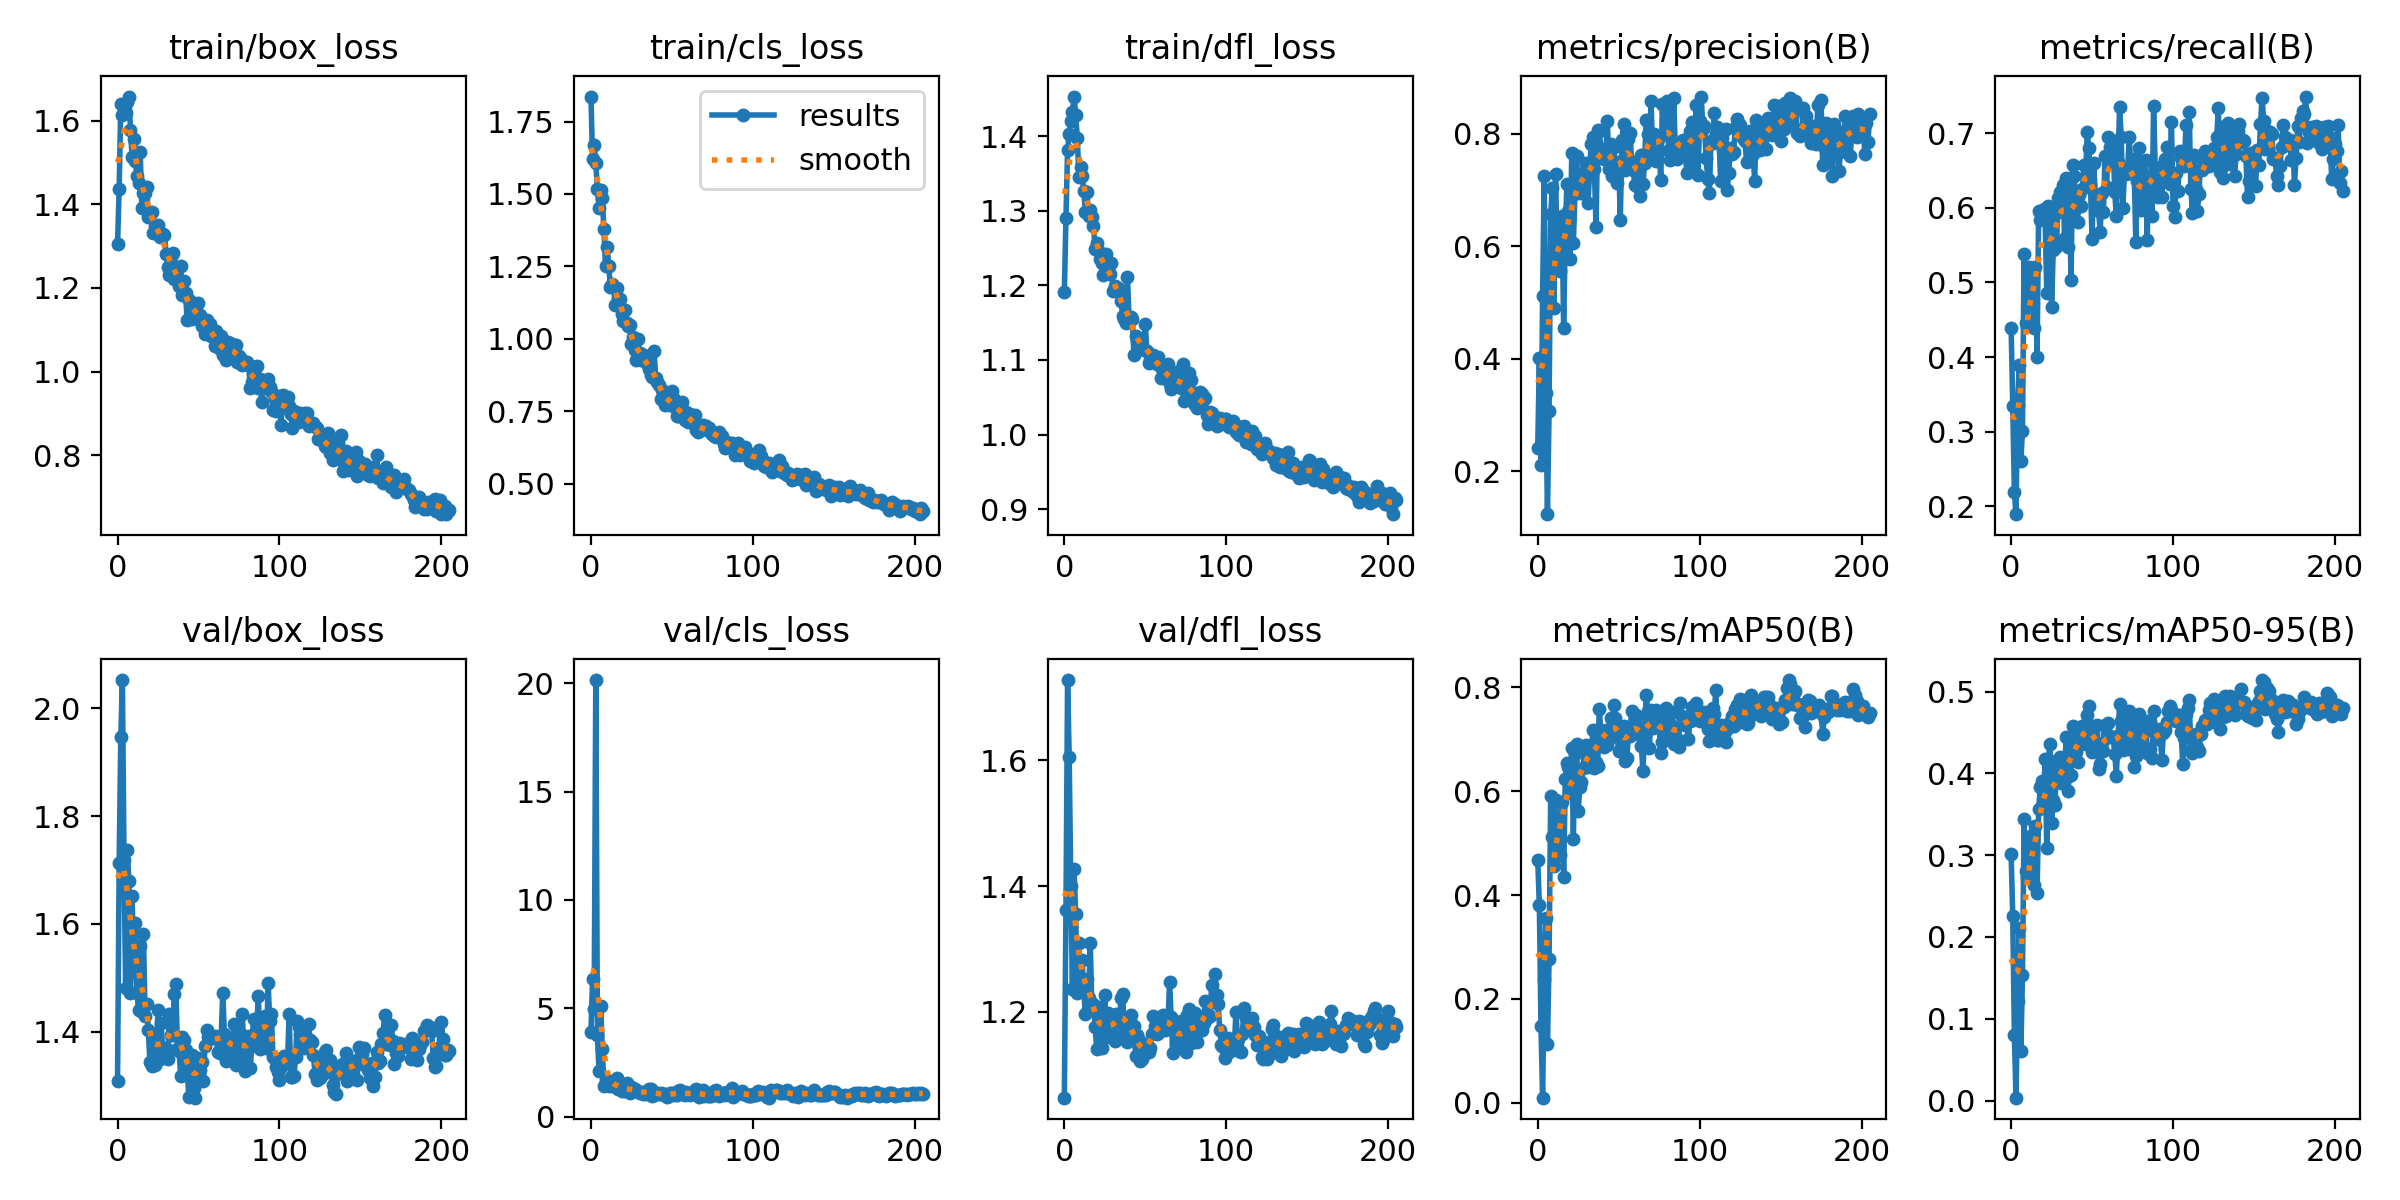 train/box_loss
train/cls_loss
train/dfl_loss
metrics/precision(B)
metrics/recall(B)
results
smooth
1.6
1.4
1.2
1.0
0.8
0 100 200
1.75
1.50
1.25
1.00
0.75
0.50
0 100 200
1.4
1.3
1.2
1.1
1.0
0.9
0 100 200
0.8
0.6
0.4
0.2
0 100 200
0.7
0.6
0.5
0.4
0.3
0.2
0 100 200
val/box_loss
val/cls_loss
val/dfl_loss
metrics/mAP50(B)
metrics/mAP50-95(B)
2.0
1.8
1.6
1.4
0 100 200
20
15
10
5
0
0 100 200
1.6
1.4
1.2
0 100 200
0.8
0.6
0.4
0.2
0.0
0 100 200
0.5
0.4
0.3
0.2
0.1
0.0
0 100 200